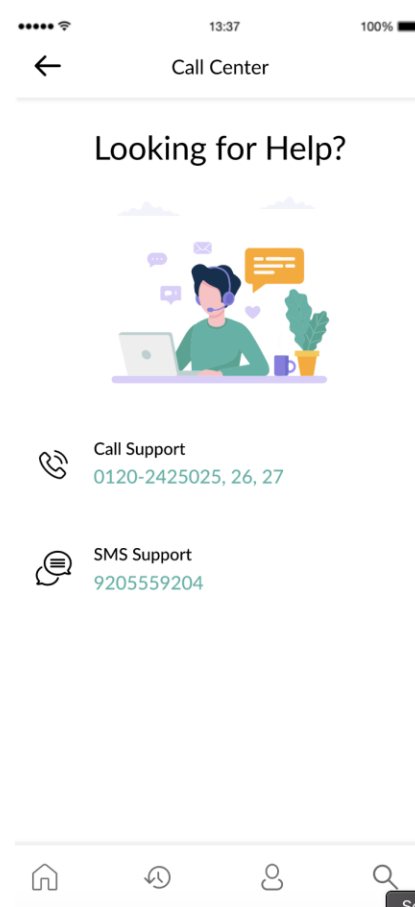 13:37
100%
Call Center
Looking for Help?
Call Support
0120-2425025, 26, 27
SMS Support
9205559204